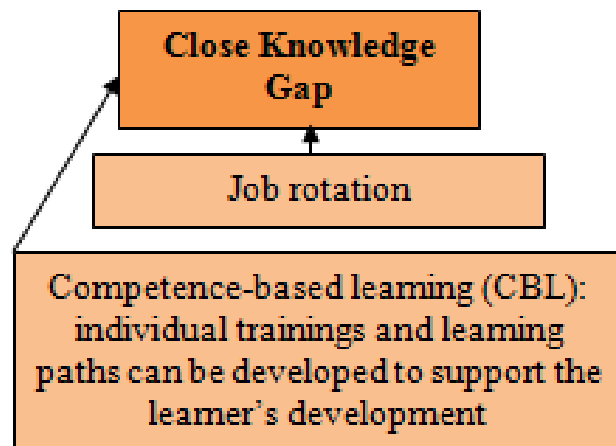 Close Knowledge
Gap
Job rotation
Competence-based learning (CBL):
individual trainings and learning
paths can be developed to support the
learner's development